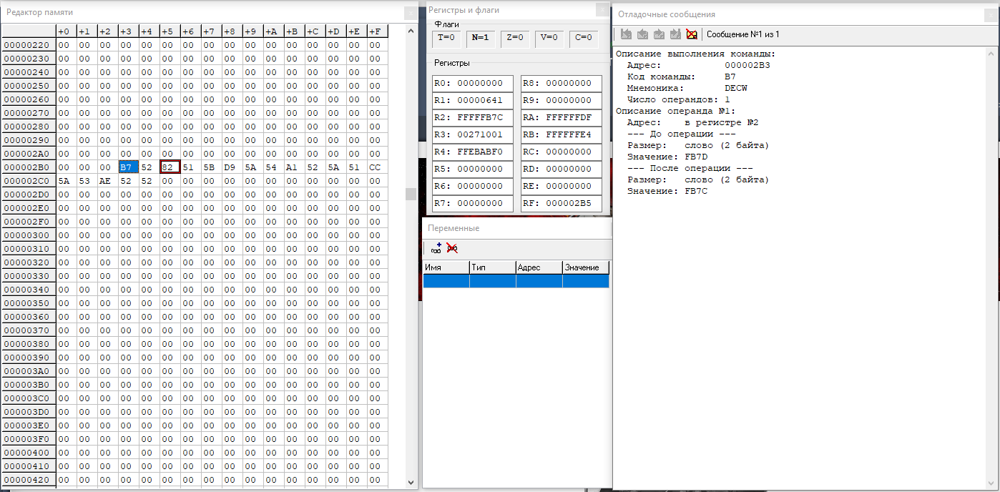 Редактор памяти
+0 +1 +2 +3 +4 +5 +6 +7 +8 +9 +A +B +C +D +E +F
00000220 00 00 00 00 00 00 00 00 00 00 00 00 00 00 00 00
00000230 00 00 00 00 00 00 00 00 00 00 00 00 00 00 00 00
00000240 00 00 00 00 00 00 00 00 00 00 00 00 00 00 00 00
00000250 00 00 00 00 00 00 00 00 00 00 00 00 00 00 00 00
00000260 00 00 00 00 00 00 00 00 00 00 00 00 00 00 00 00
00000270 00 00 00 00 00 00 00 00 00 00 00 00 00 00 00 00
00000280 00 00 00 00 00 00 00 00 00 00 00 00 00 00 00 00
00000290 00 00 00 00 00 00 00 00 00 00 00 00 00 00 00 00
000002A0 00 00 00 00 00 00 00 00 00 00 00 00 00 00 00 00
000002B0 00 00 00 B7 52 82 51 5B D9 5A 54 A1 52 5A 51 CC
000002C0 5A 53 AE 52 52 00 00 00 00 00 00 00 00 00 00 00
000002D0 00 00 00 00 00 00 00 00 00 00 00 00 00 00 00 00
000002E0 00 00 00 00 00 00 00 00 00 00 00 00 00 00 00 00
000002F0 00 00 00 00 00 00 00 00 00 00 00 00 00 00 00 00
00000300 00 00 00 00 00 00 00 00 00 00 00 00 00 00 00 00
00000310 00 00 00 00 00 00 00 00 00 00 00 00 00 00 00 00
00000320 00 00 00 00 00 00 00 00 00 00 00 00 00 00 00 00
00000330 00 00 00 00 00 00 00 00 00 00 00 00 00 00 00 00
00000340 00 00 00 00 00 00 00 00 00 00 00 00 00 00 00 00
00000350 00 00 00 00 00 00 00 00 00 00 00 00 00 00 00 00
00000360 00 00 00 00 00 00 00 00 00 00 00 00 00 00 00 00
00000370 00 00 00 00 00 00 00 00 00 00 00 00 00 00 00 00
00000380 00 00 00 00 00 00 00 00 00 00 00 00 00 00 00 00
00000390 00 00 00 00 00 00 00 00 00 00 00 00 00 00 00 00
000003A0 00 00 00 00 00 00 00 00 00 00 00 00 00 00 00 00
000003B0 00 00 00 00 00 00 00 00 00 00 00 00 00 00 00 00
000003C0 00 00 00 00 00 00 00 00 00 00 00 00 00 00 00 00
000003D0 00 00 00 00 00 00 00 00 00 00 00 00 00 00 00 00
000003E0 00 00 00 00 00 00 00 00 00 00 00 00 00 00 00 00
000003F0 00 00 00 00 00 00 00 00 00 00 00 00 00 00 00 00
00000400 00 00 00 00 00 00 00 00 00 00 00 00 00 00 00 00
00000410 00 00 00 00 00 00 00 00 00 00 00 00 00 00 00 00
00000420 00 00 00 00 00 00 00 00 00 00 00 00 00 00 00 00
Регистры и флаги
Флаги
T=0 N=1 Z=0 V=0 C=0
Регистры
R0: 00000000 R8: 00000000
R1: 00000641 R9: 00000000
R2: FFFFFB7C RA: FFFFFFDF
R3: 00271001 RB: FFFFFFE4
R4: FFEBABF0 RC: 00000000
R5: 00000000 RD: 00000000
R6: 00000000 RE: 00000000
R7: 00000000 RF: 000002B5
Переменные
Имя Тип Адрес Значение
Отладочные сообщения
Сообщение №1 из 1
Описание выполнения команды:
Адрес: 000002B3
Код команды: B7
Мнемоника: DECW
Число операндов: 1
Описание операнда №1:
Адрес: в регистре №2
--- До операции ---
Размер: слово (2 байта)
Значение: FB7D
--- После операции ---
Размер: слово (2 байта)
Значение: FB7C